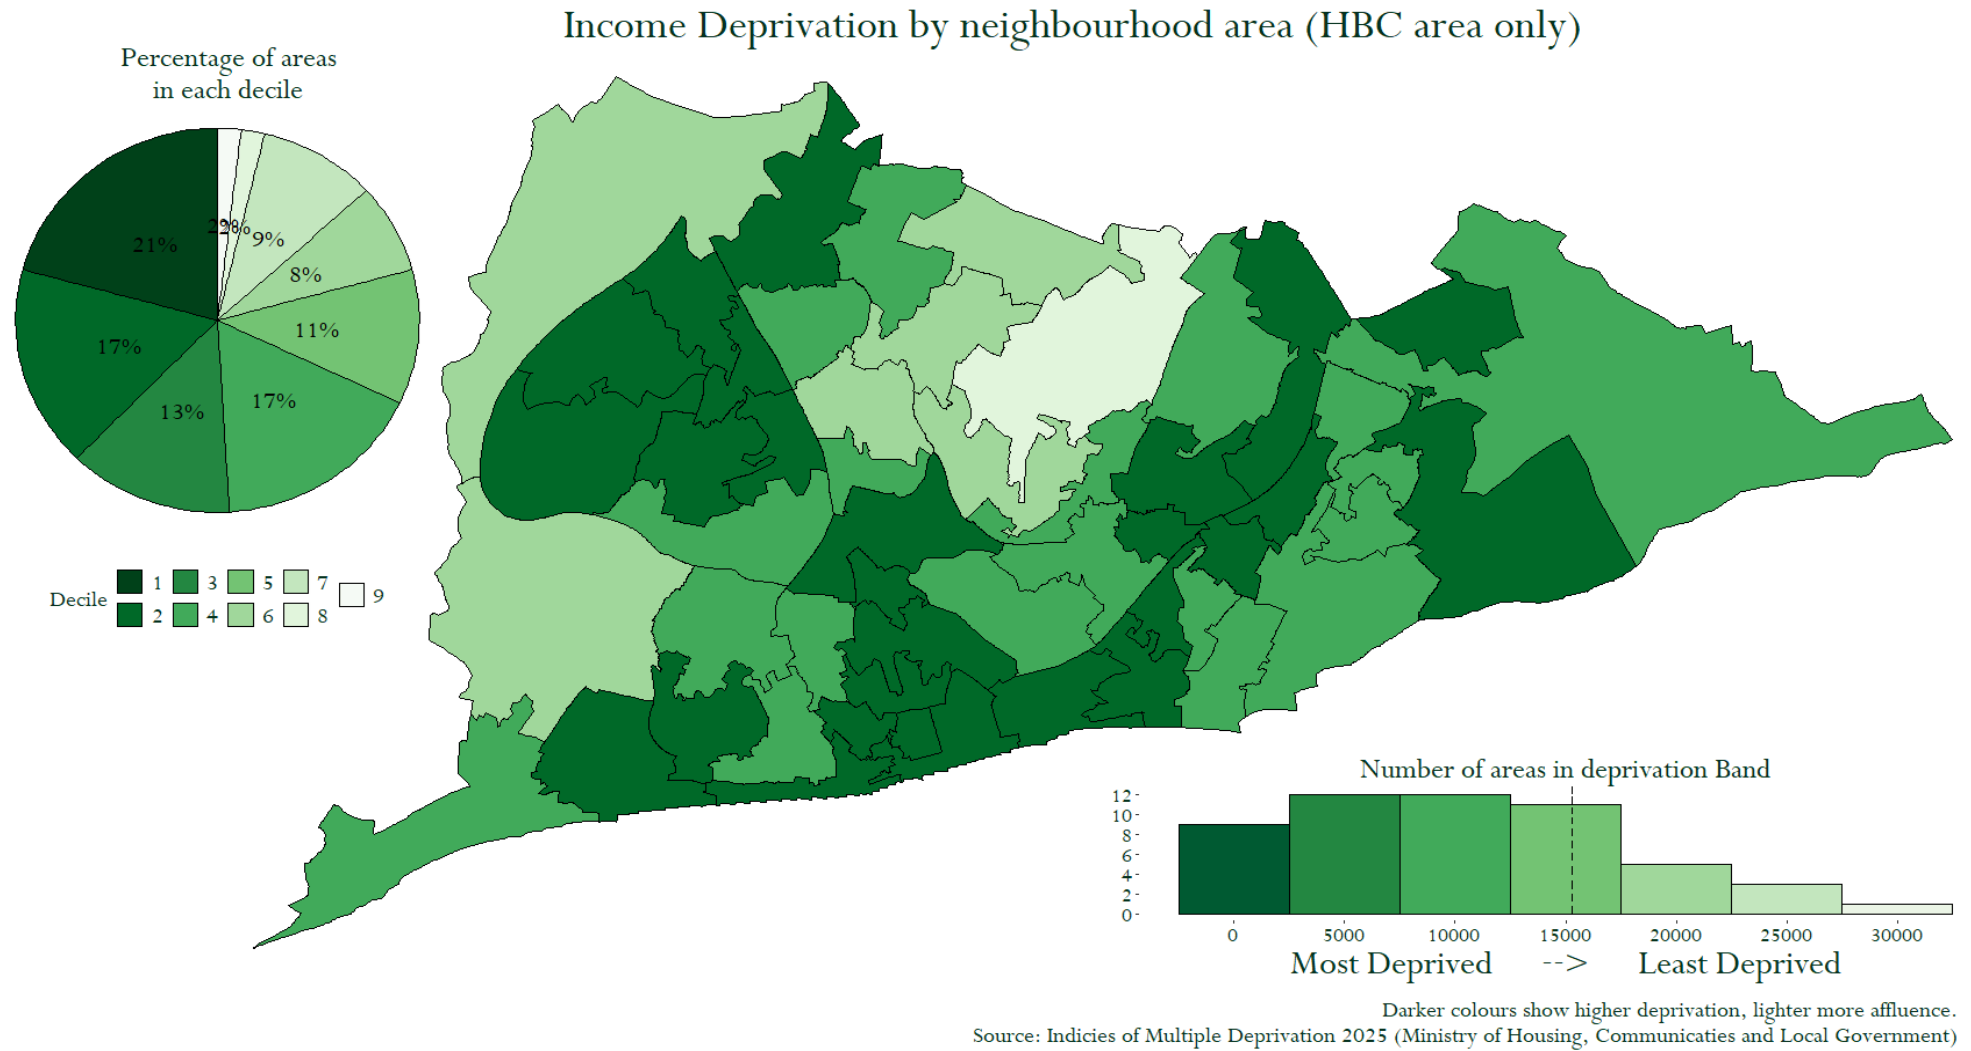 Income Deprivation by neighbourhood area (HBC area only)
Percentage of areas
in each decile
21%
2%
2%
9%
8%
11%
17%
13%
17%
Decile
1 3 5 7 9
2 4 6 8
Number of areas in deprivation Band
12
10
8
6
4
2
0
0 5000 10000 15000 20000 25000 30000
Most Deprived --> Least Deprived
Darker colours show higher deprivation, lighter more affluence.
Source: Indicies of Multiple Deprivation 2025 (Ministry of Housing, Communicaties and Local Government)